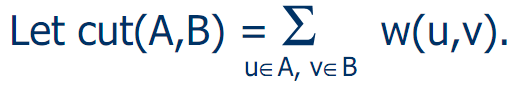 Let cut(A,B) = Σ w(u,v).
u∈A, v∈B